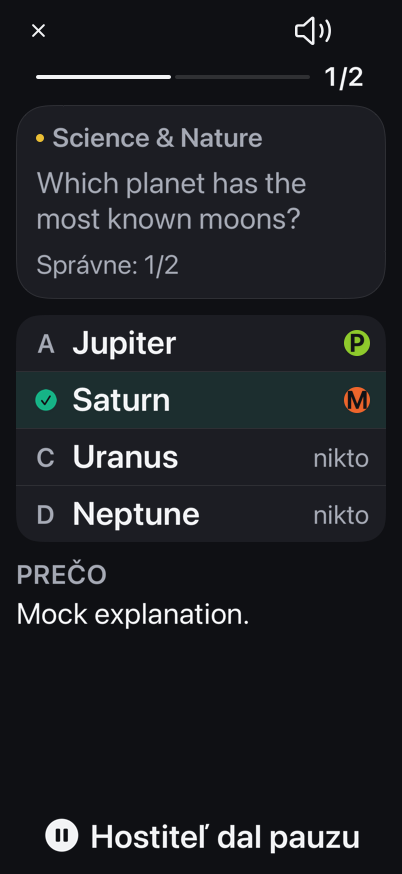 1/2
Science & Nature
Which planet has the
most known moons?
Správne: 1/2
A Jupiter P
Saturn M
C Uranus nikto
D Neptune nikto
PREČO
Mock explanation.
Hostiteľ dal pauzu